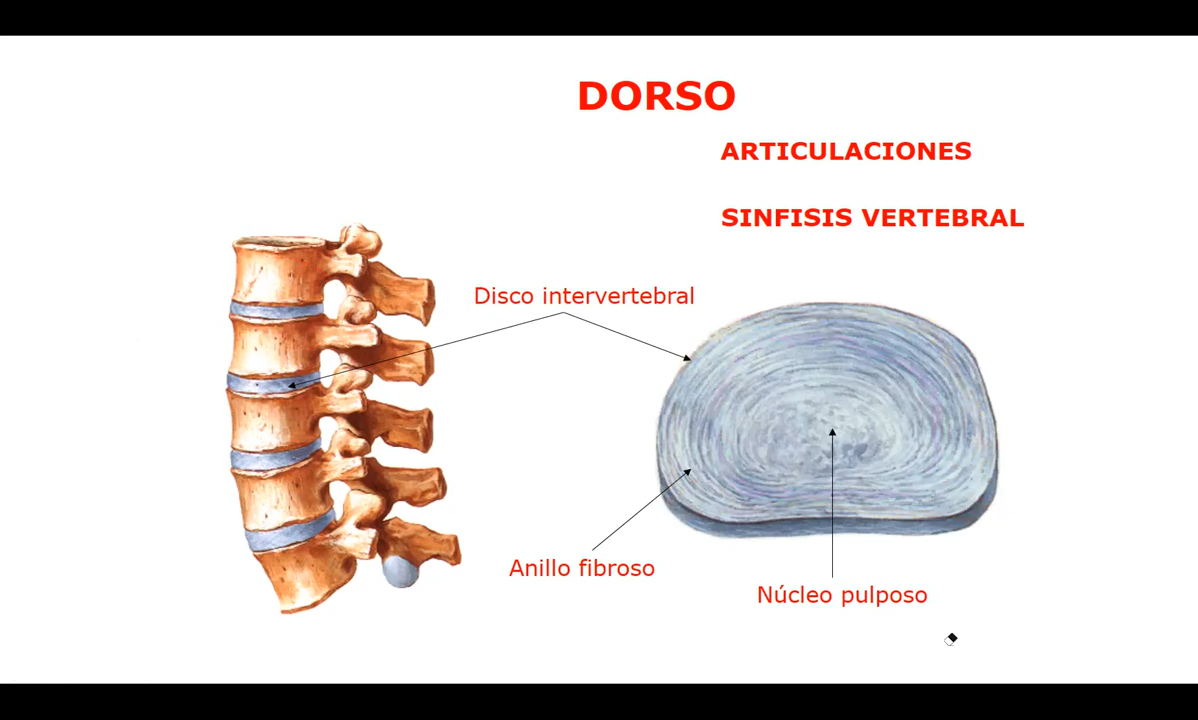 DORSO
ARTICULACIONES
SINFISIS VERTEBRAL
Disco intervertebral
Anillo fibroso
Núcleo pulposo